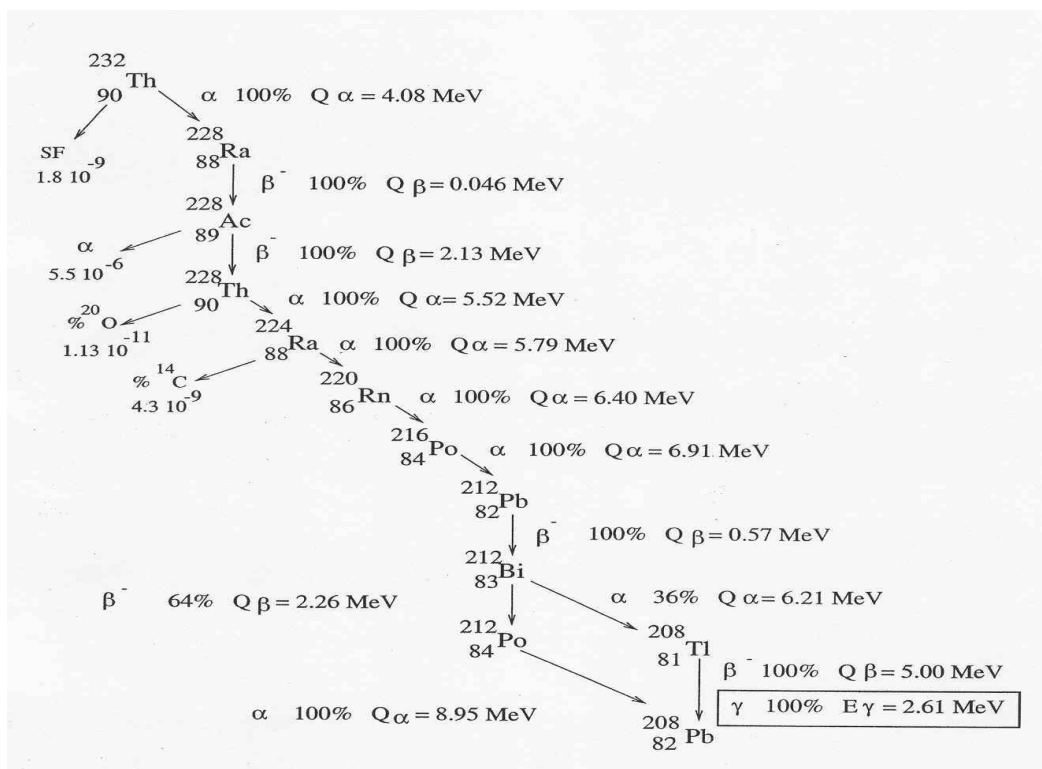 232
90 Th
α 100% Q α = 4.08 MeV
SF
1.8 10 -9
228
88 Ra
β - 100% Q β = 0.046 MeV
228
89 Ac
α
5.5 10 -6
β - 100% Q β = 2.13 MeV
228
90 Th
α 100% Q α = 5.52 MeV
% 20 O
1.13 10 -11
224
88 Ra
α 100% Q α = 5.79 MeV
% 14 C
4.3 10 -9
220
86 Rn
α 100% Q α = 6.40 MeV
216
84 Po
α 100% Q α = 6.91 MeV
212
82 Pb
β - 100% Q β = 0.57 MeV
212
83 Bi
β - 64% Q β = 2.26 MeV
α 36% Q α = 6.21 MeV
212
84 Po
208
81 Tl
β - 100% Q β = 5.00 MeV
γ 100% E γ = 2.61 MeV
α 100% Q α = 8.95 MeV
208
82 Pb